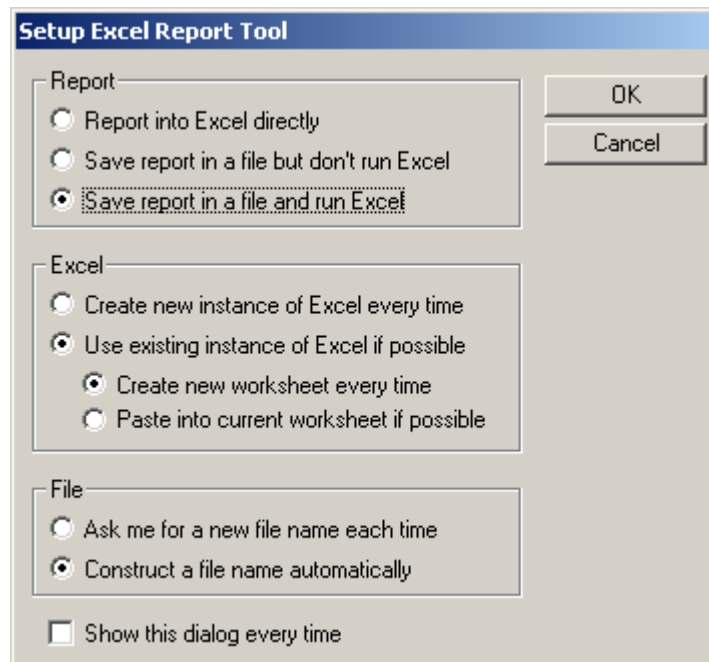 Setup Excel Report Tool
Report
Report into Excel directly
Save report in a file but don't run Excel
Save report in a file and run Excel
OK
Cancel
Excel
Create new instance of Excel every time
Use existing instance of Excel if possible
Create new worksheet every time
Paste into current worksheet if possible
File
Ask me for a new file name each time
Construct a file name automatically
Show this dialog every time